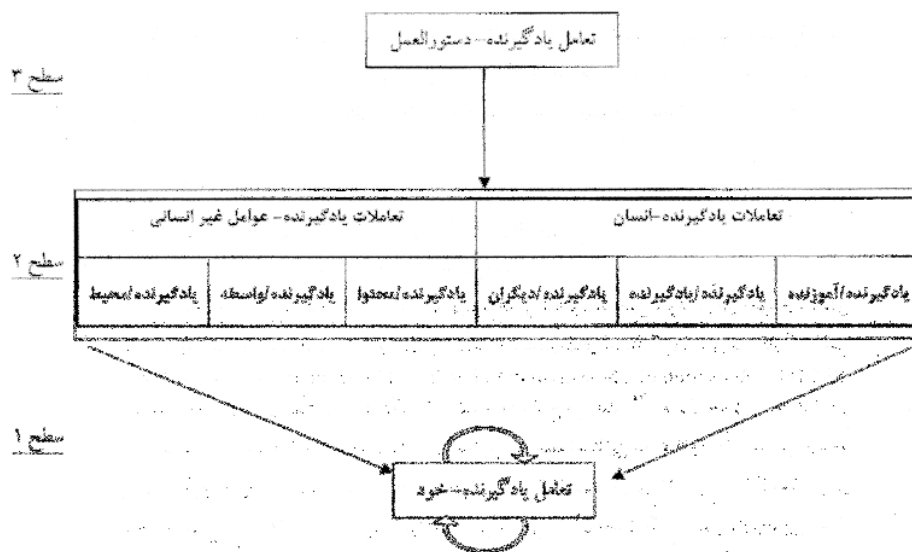 تعامل یادگیرنده-دستورالعمل
سطح ۳
تعاملات یادگیرنده-انسان
تعاملات یادگیرنده- عوامل غیر انسانی
سطح ۲
یادگیرنده/آموزنده
یادگیرنده/یادگیرنده
یادگیرنده/دیگران
یادگیرنده/محتوا
یادگیرنده/واسطه
یادگیرنده/محیط
سطح ۱
تعامل یادگیرنده-خود